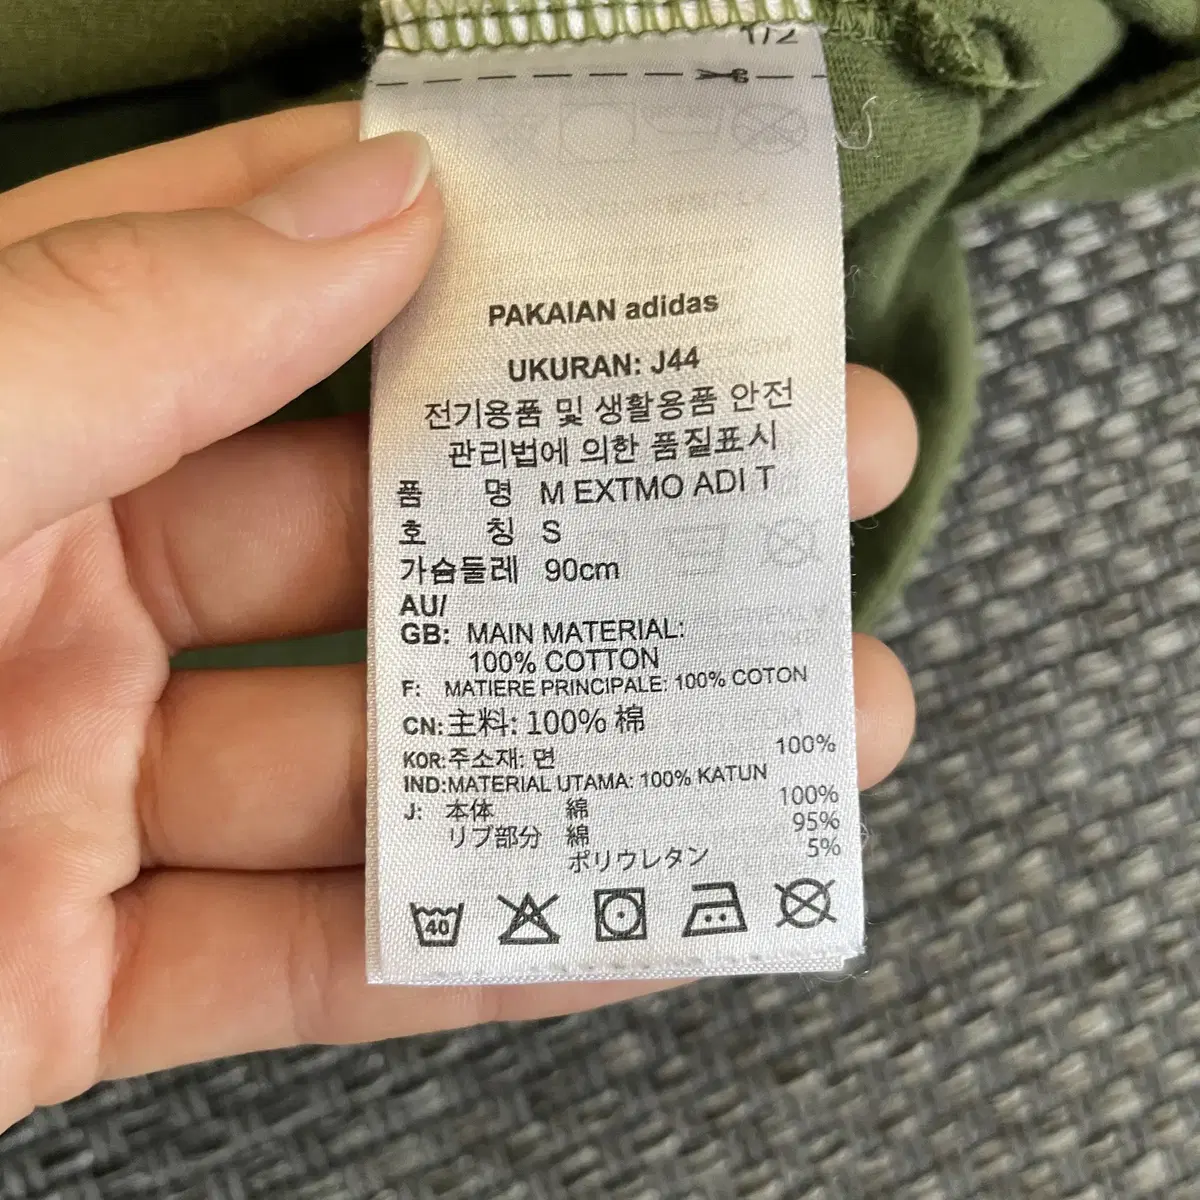 1/2
PAKAIAN adidas
UKURAN: J44
전기용품 및 생활용품 안전
관리법에 의한 품질표시
품 명 M EXTMO ADI T
호 칭 S
가슴둘레 90cm
AU/
GB: MAIN MATERIAL:
100% COTTON
F: MATIERE PRINCIPALE: 100% COTON
CN:主料: 100% 棉
KOR:주소재: 면 100%
IND:MATERIAL UTAMA: 100% KATUN
J: 本体 綿 100%
リブ部分 綿 95%
ポリウレタン 5%
40